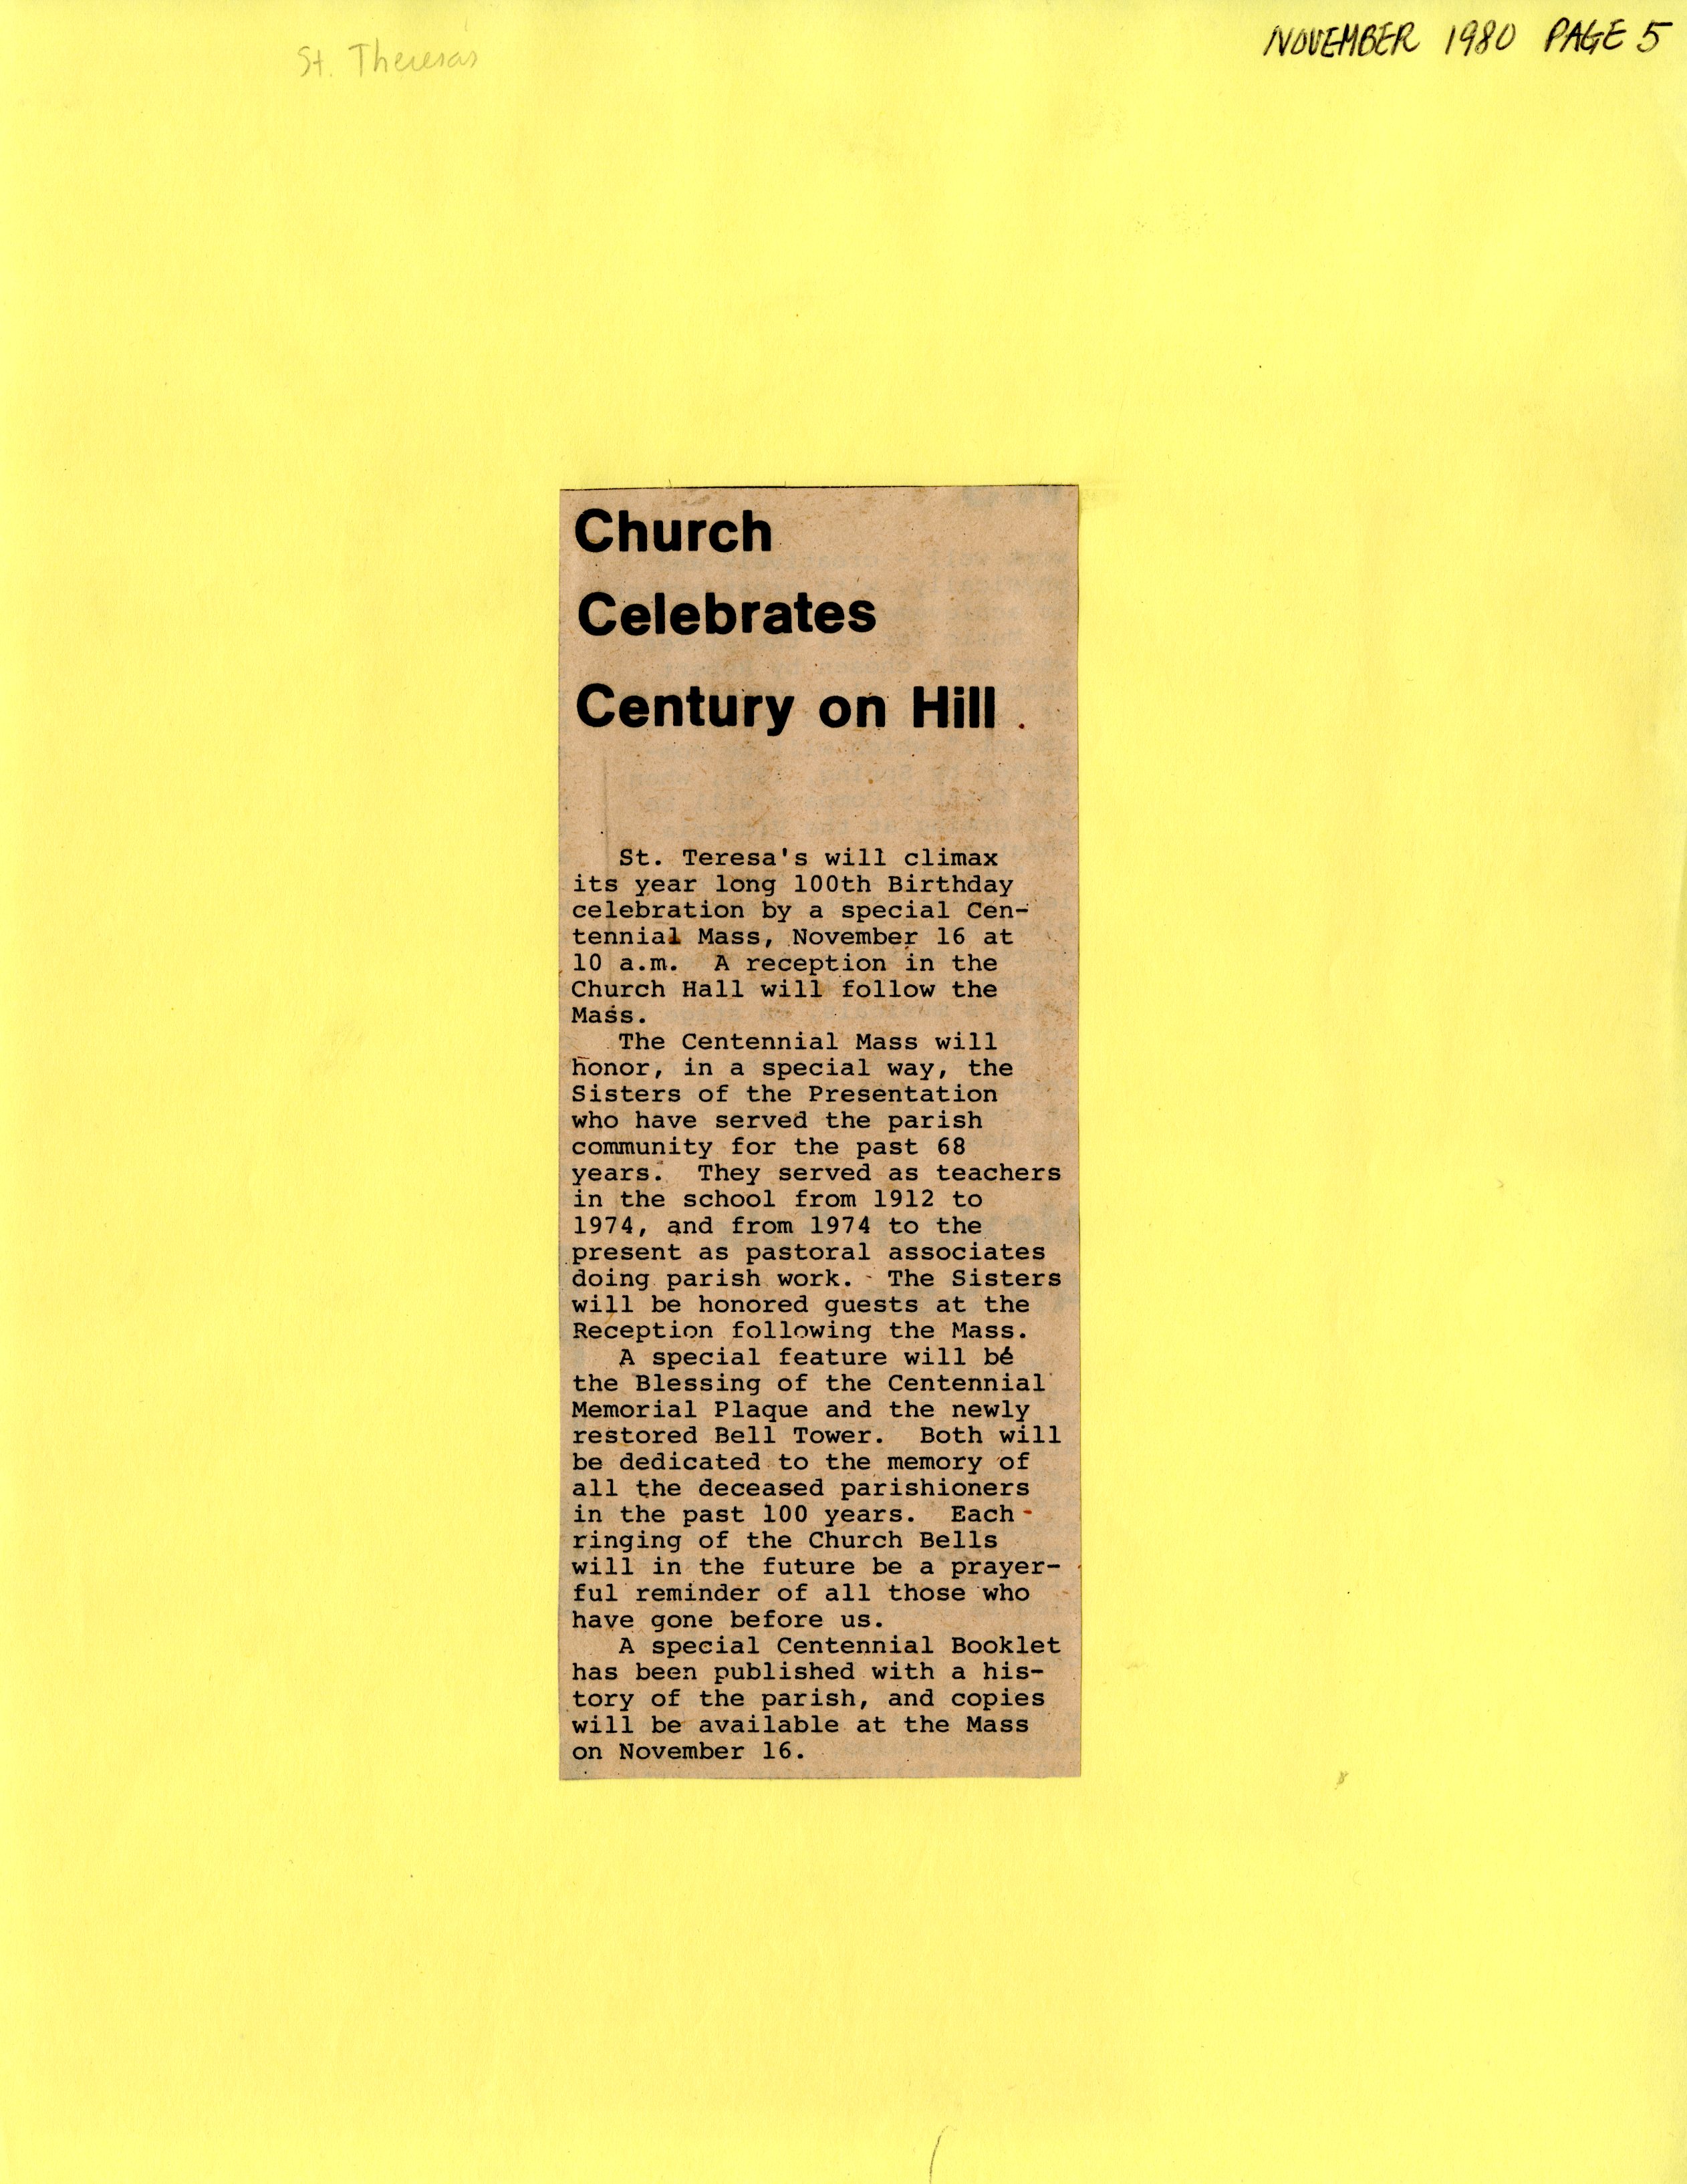 St. Theresa's
NOVEMBER 1980 PAGE 5
Church
Celebrates
Century on Hill
St. Teresa's will climax
its year long 100th Birthday
celebration by a special Cen-
tennial Mass, November 16 at
10 a.m. A reception in the
Church Hall will follow the
Mass.
The Centennial Mass will
honor, in a special way, the
Sisters of the Presentation
who have served the parish
community for the past 68
years. They served as teachers
in the school from 1912 to
1974, and from 1974 to the
present as pastoral associates
doing parish work. The Sisters
will be honored guests at the
Reception following the Mass.
A special feature will be
the Blessing of the Centennial
Memorial Plaque and the newly
restored Bell Tower. Both will
be dedicated to the memory of
all the deceased parishioners
in the past 100 years. Each
ringing of the Church Bells
will in the future be a prayer-
ful reminder of all those who
have gone before us.
A special Centennial Booklet
has been published with a his-
tory of the parish, and copies
will be available at the Mass
on November 16.